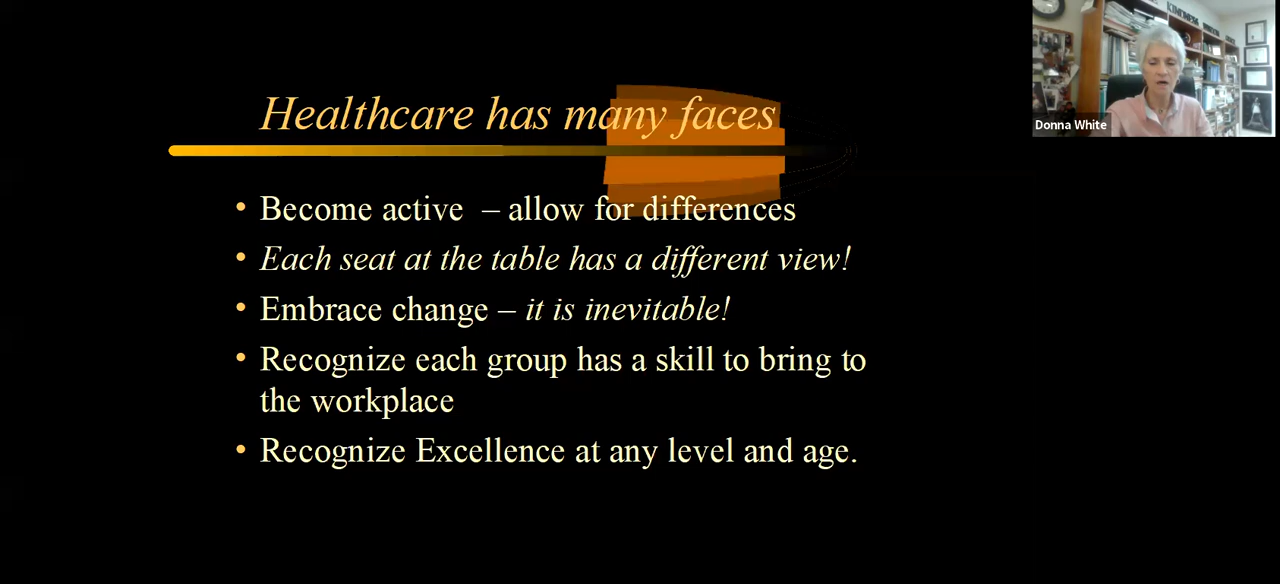 Healthcare has many faces
• Become active – allow for differences
• Each seat at the table has a different view!
• Embrace change – it is inevitable!
• Recognize each group has a skill to bring to
the workplace
• Recognize Excellence at any level and age.
KINDNESS
Donna White